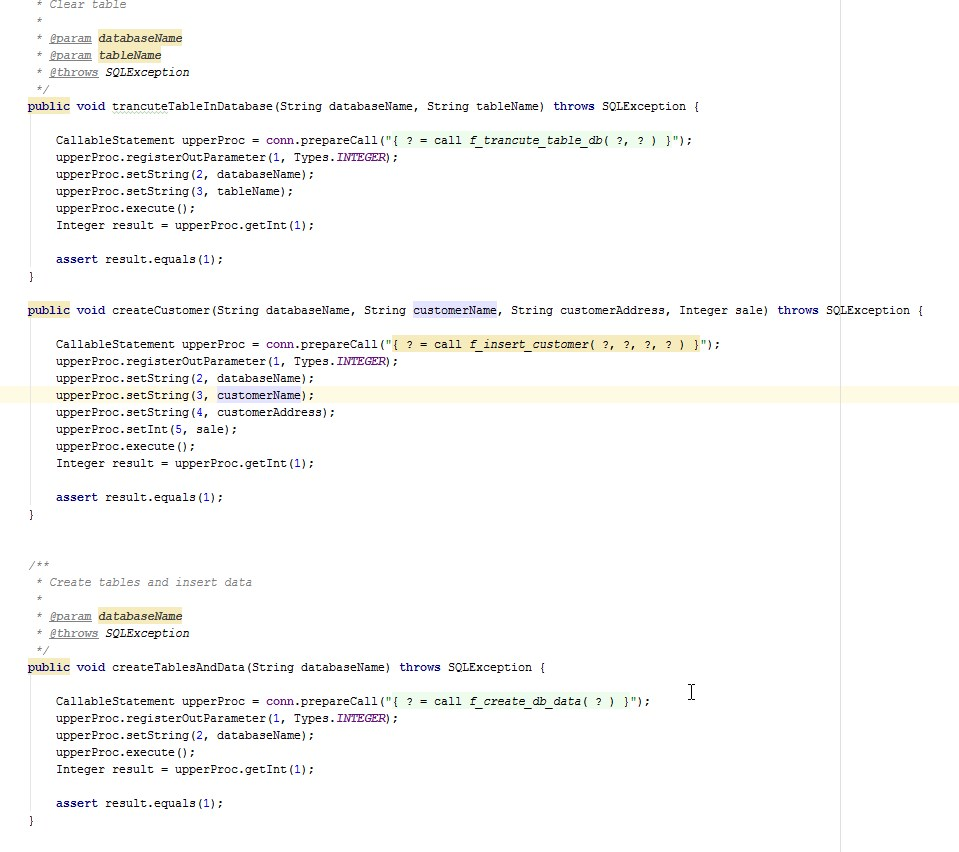 * Clear table
*
* @param databaseName
* @param tableName
* @throws SQLException
*/
public void trancuteTableInDatabase(String databaseName, String tableName) throws SQLException {
CallableStatement upperProc = conn.prepareCall("{ ? = call f_trancute_table_db( ?, ? ) }");
upperProc.registerOutParameter(1, Types.INTEGER);
upperProc.setString(2, databaseName);
upperProc.setString(3, tableName);
upperProc.execute();
Integer result = upperProc.getInt(1);
assert result.equals(1);
}
public void createCustomer(String databaseName, String customerName, String customerAddress, Integer sale) throws SQLException {
CallableStatement upperProc = conn.prepareCall("{ ? = call f_insert_customer( ?, ?, ?, ? ) }");
upperProc.registerOutParameter(1, Types.INTEGER);
upperProc.setString(2, databaseName);
upperProc.setString(3, customerName);
upperProc.setString(4, customerAddress);
upperProc.setInt(5, sale);
upperProc.execute();
Integer result = upperProc.getInt(1);
assert result.equals(1);
}
/**
* Create tables and insert data
*
* @param databaseName
* @throws SQLException
*/
public void createTablesAndData(String databaseName) throws SQLException {
CallableStatement upperProc = conn.prepareCall("{ ? = call f_create_db_data( ? ) }");
upperProc.registerOutParameter(1, Types.INTEGER);
upperProc.setString(2, databaseName);
upperProc.execute();
Integer result = upperProc.getInt(1);
assert result.equals(1);
}